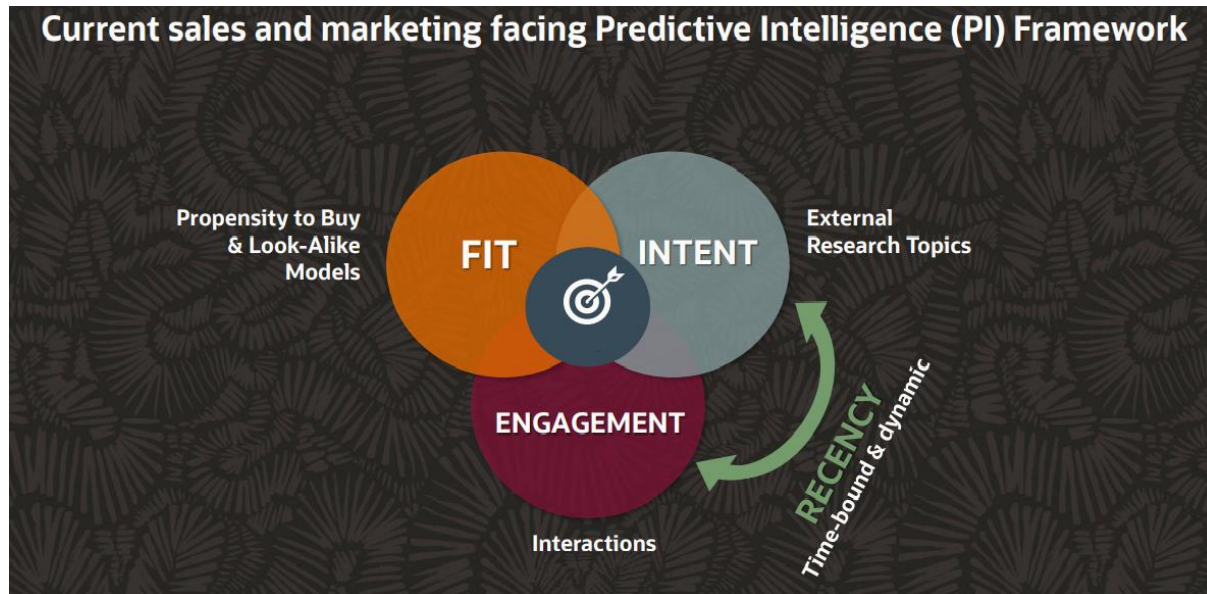 Current sales and marketing facing Predictive Intelligence (PI) Framework
Propensity to Buy
& Look-Alike
Models
FIT
INTENT
External
Research Topics
ENGAGEMENT
Interactions
RECENCY
Time-bound & dynamic